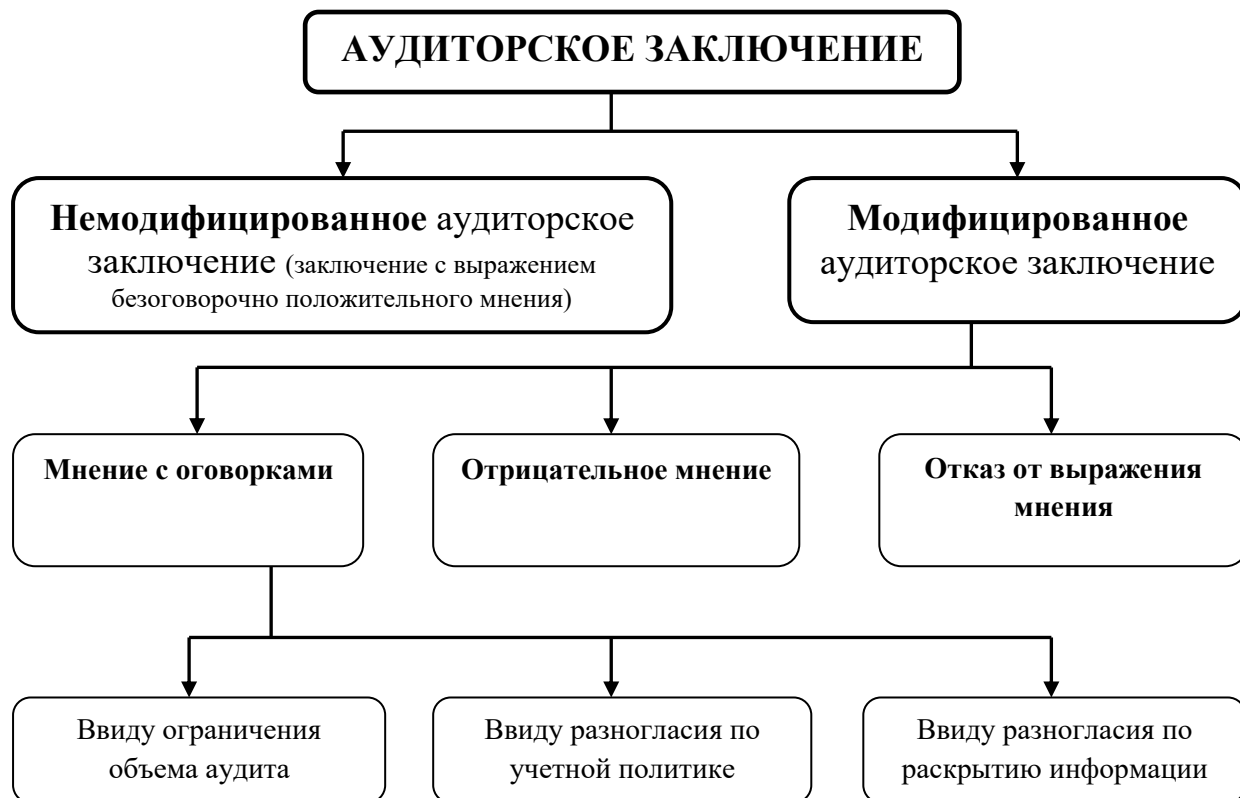 АУДИТОРСКОЕ ЗАКЛЮЧЕНИЕ
Немодифицированное аудиторское
заключение (заключение с выражением
безоговорочно положительного мнения)
Модифицированное
аудиторское заключение
Мнение с оговорками
Отрицательное мнение
Отказ от выражения
мнения
Ввиду ограничения
объема аудита
Ввиду разногласия по
учетной политике
Ввиду разногласия по
раскрытию информации